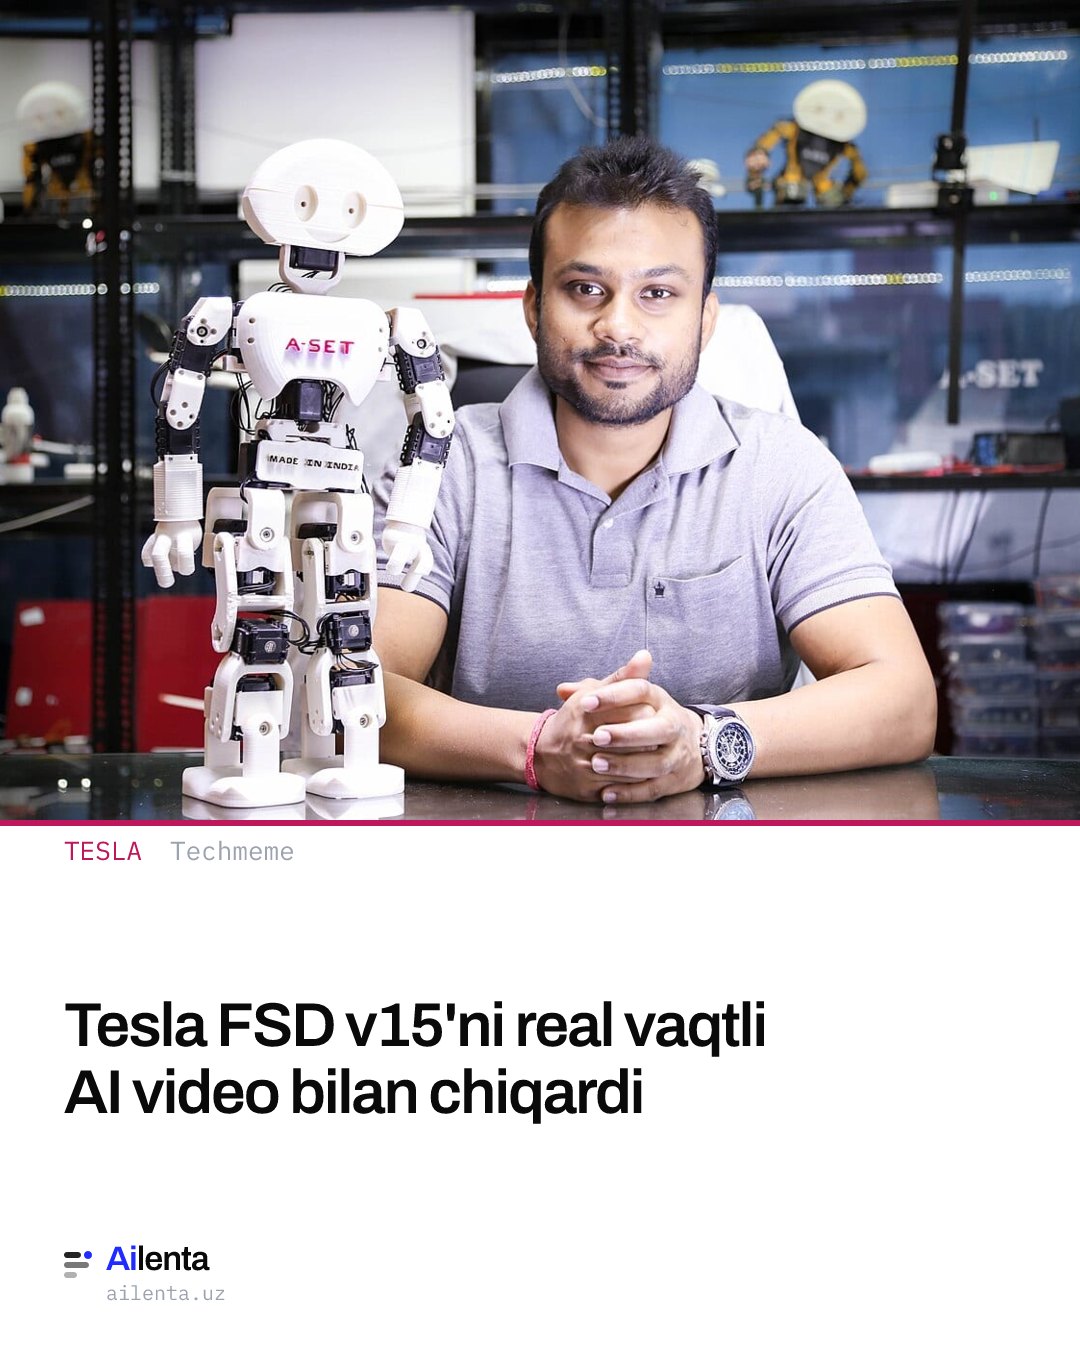 A-SET
MADE IN INDIA
A-SET
TESLA Techmeme
Tesla FSD v15'ni real vaqtli
AI video bilan chiqardi
Ailenta
ailenta.uz